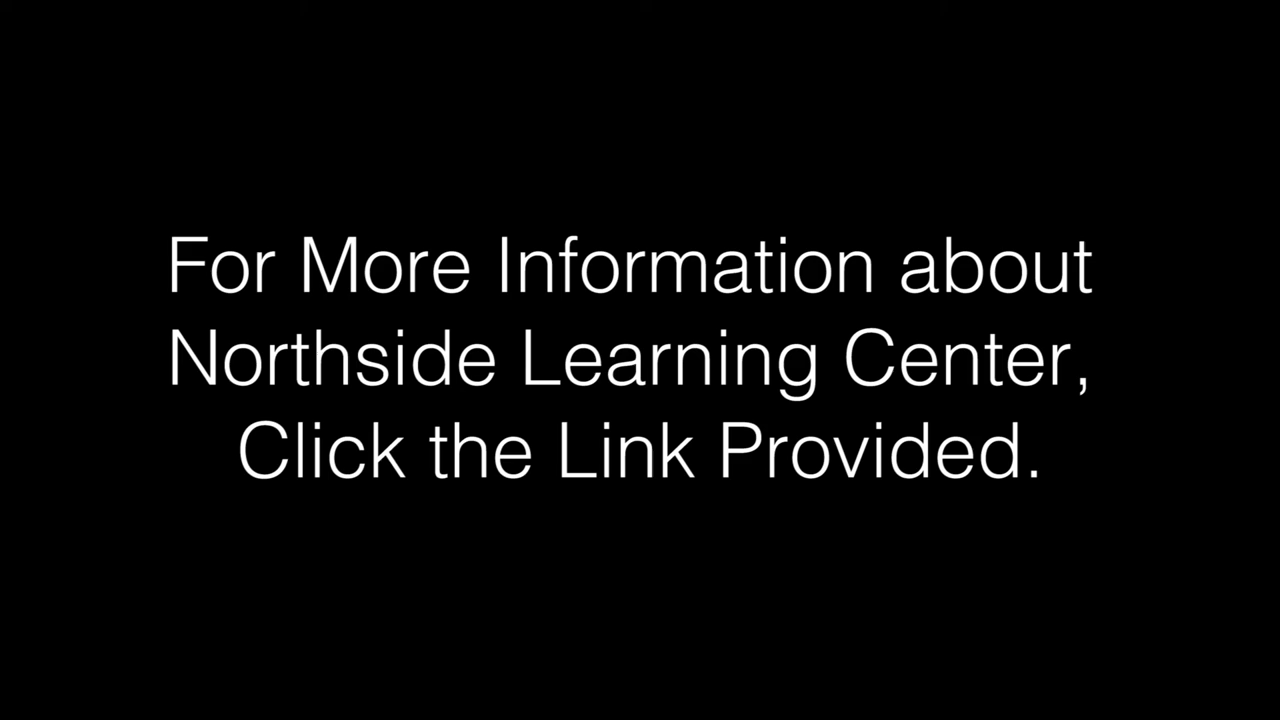 For More Information about
Northside Learning Center,
Click the Link Provided.